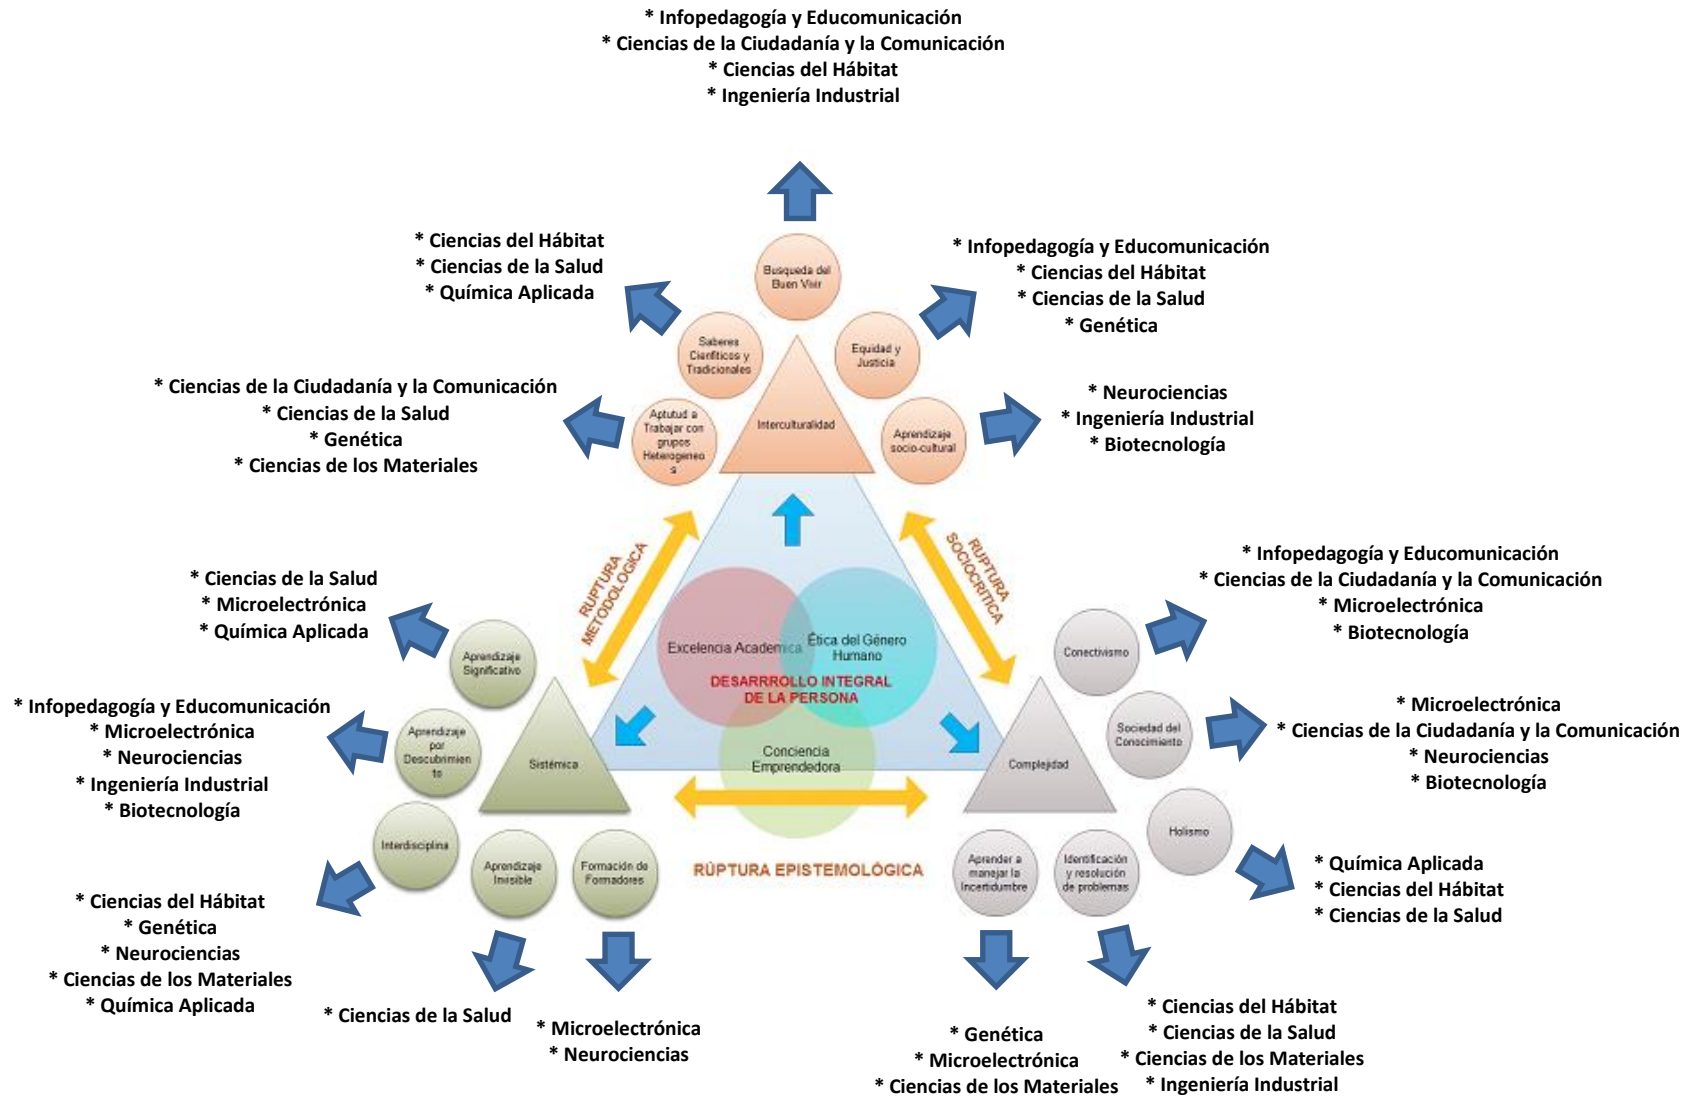 * Infopedagogía y Educomunicación
* Ciencias de la Ciudadanía y la Comunicación
* Ciencias del Hábitat
* Ingeniería Industrial
* Ciencias del Hábitat
* Ciencias de la Salud
* Química Aplicada
* Infopedagogía y Educomunicación
* Ciencias del Hábitat
* Ciencias de la Salud
* Genética
Busqueda del
Buen Vivir
Saberes
Cienfiticos y
Tradicionales
Equidad y
Justicia
* Ciencias de la Ciudadanía y la Comunicación
* Ciencias de la Salud
* Genética
* Ciencias de los Materiales
Aptutud a
Trabajar con
grupos
Heterogeneo
s
Interculturalidad
Aprendizaje
socio-cultural
* Neurociencias
* Ingeniería Industrial
* Biotecnología
RUPTURA
METODOLOGICA
RUPTURA
SOCIOCRITICA
* Ciencias de la Salud
* Microelectrónica
* Química Aplicada
* Infopedagogía y Educomunicación
* Ciencias de la Ciudadanía y la Comunicación
* Microelectrónica
* Biotecnología
Aprendizaje
Significativo
Excelencia Academica
Ética del Género
Humano
DESARRROLLO INTEGRAL
DE LA PERSONA
Conciencia
Emprendedora
Conectivismo
* Infopedagogía y Educomunicación
* Microelectrónica
* Neurociencias
* Ingeniería Industrial
* Biotecnología
Aprendizaje
por
Descubrimien
to
Sistémica
Complejidad
Sociedad del
Conocimiento
* Microelectrónica
* Ciencias de la Ciudadanía y la Comunicación
* Neurociencias
* Biotecnología
Interdisciplina
Aprendizaje
Invisible
Formación de
Formadores
RÚPTURA EPISTEMOLÓGICA
Aprender a
manejar la
Incertidumbre
Identificación
y resolución
de problemas
Holismo
* Química Aplicada
* Ciencias del Hábitat
* Ciencias de la Salud
* Ciencias del Hábitat
* Genética
* Neurociencias
* Ciencias de los Materiales
* Química Aplicada
* Ciencias de la Salud
* Microelectrónica
* Neurociencias
* Genética
* Microelectrónica
* Ciencias de los Materiales
* Ciencias del Hábitat
* Ciencias de la Salud
* Ciencias de los Materiales
* Ingeniería Industrial